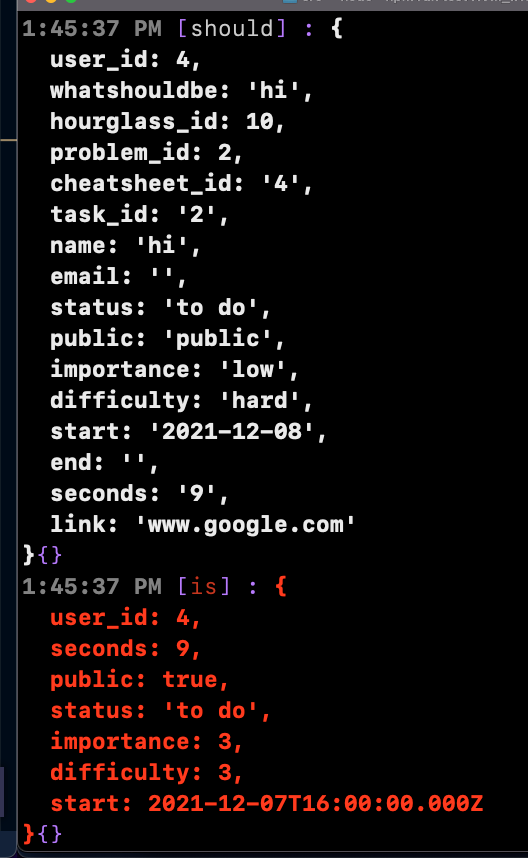 1:45:37 PM [should] : {
  user_id: 4,
  whatshouldbe: 'hi',
  hourglass_id: 10,
  problem_id: 2,
  cheatsheet_id: '4',
  task_id: '2',
  name: 'hi',
  email: '',
  status: 'to do',
  public: 'public',
  importance: 'low',
  difficulty: 'hard',
  start: '2021-12-08',
  end: '',
  seconds: '9',
  link: 'www.google.com'
}{}
1:45:37 PM [is] : {
  user_id: 4,
  seconds: 9,
  public: true,
  status: 'to do',
  importance: 3,
  difficulty: 3,
  start: 2021-12-07T16:00:00.000Z
}{}